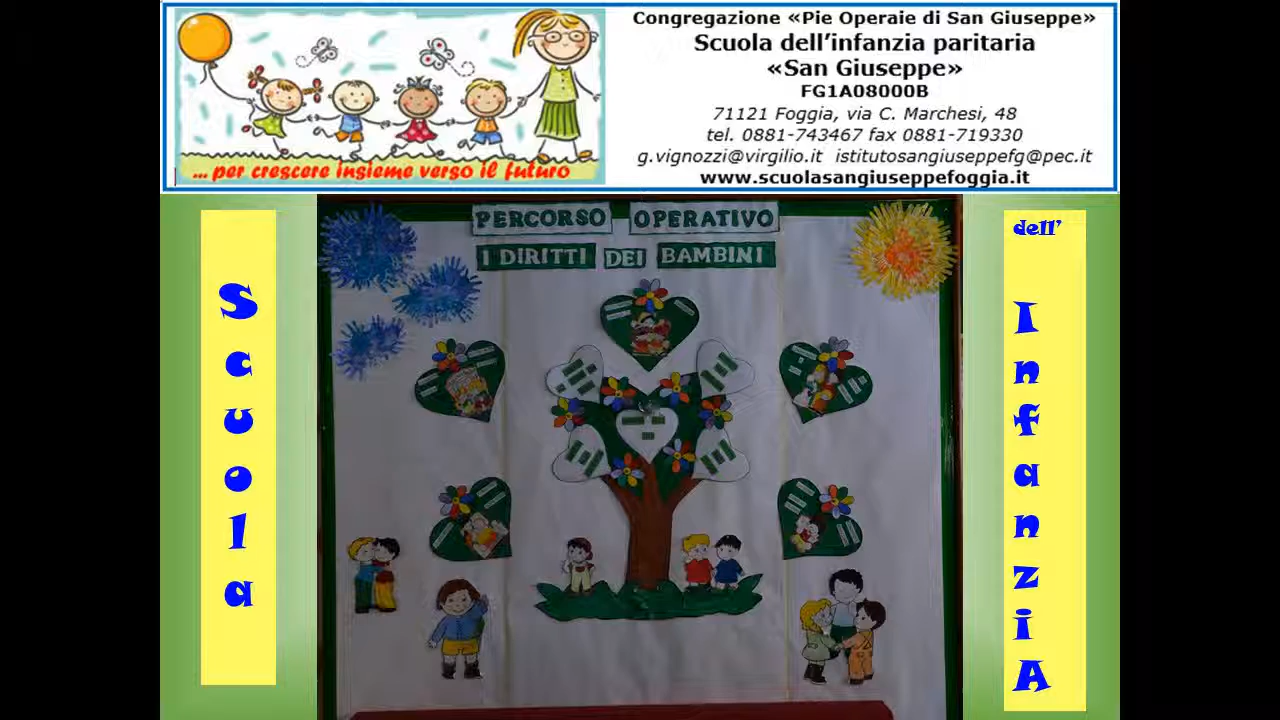 Congregazione «Pie Operaie di San Giuseppe»
Scuola dell’infanzia paritaria
«San Giuseppe»
FG1A08000B
71121 Foggia, via C. Marchesi, 48
tel. 0881-743467 fax 0881-719330
g.vignozzi@virgilio.it istitutosangiuseppefg@pec.it
www.scuolasangiuseppefoggia.it
... per crescere insieme verso il futuro
PERCORSO OPERATIVO
I DIRITTI DEI BAMBINI
Scuola
dell’
InfanziA